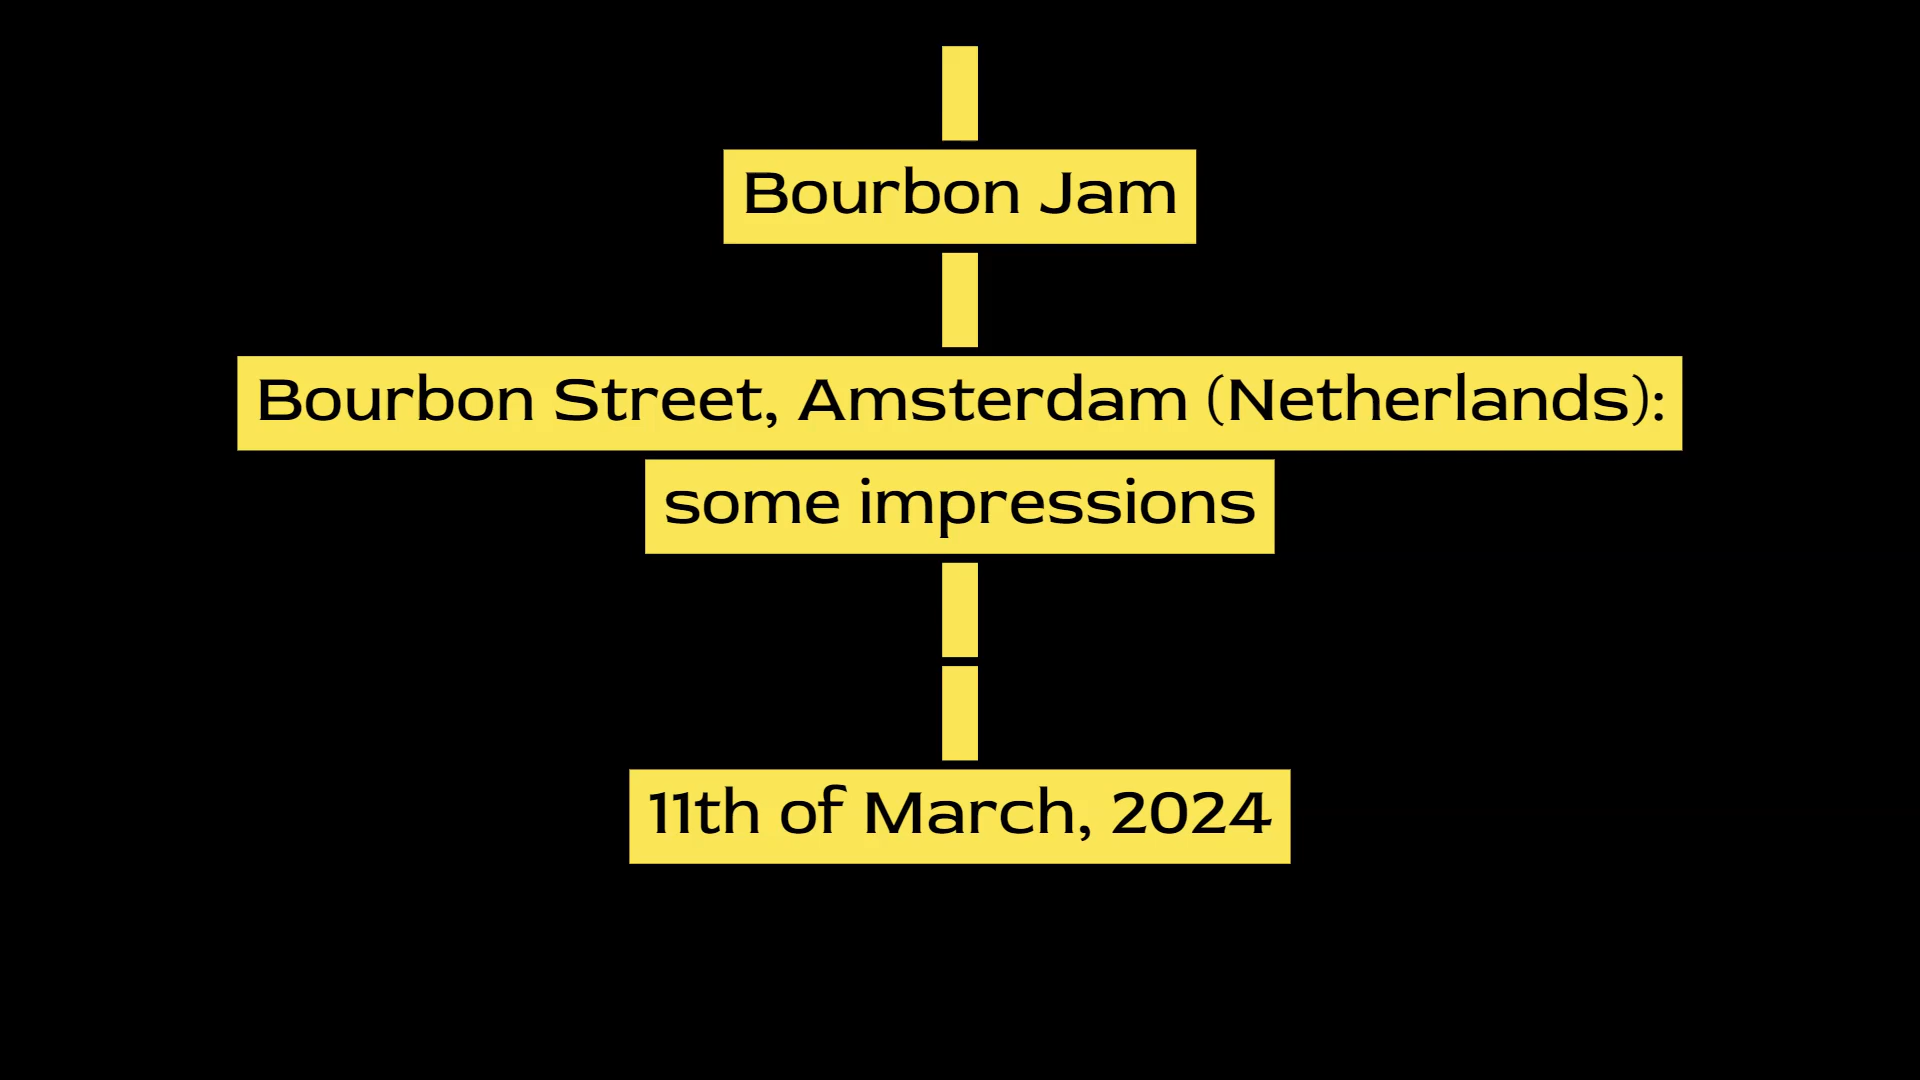 Bourbon Jam
Bourbon Street, Amsterdam (Netherlands):
some impressions
11th of March, 2024